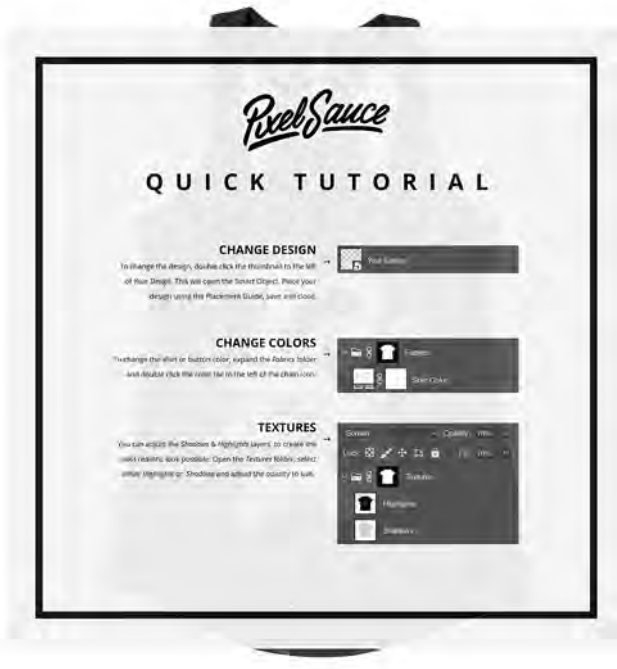 PixelSauce
QUICK TUTORIAL
CHANGE DESIGN
To change the design, double click the thumbnail to the left
of Your Design. This will open the Smart Object. Place your
design using the Placement Guide, save and close.
→
Your Design
CHANGE COLORS
To change the shirt or button color, expand the Fabrics folder
and double click the color tile to the left of the chain icon.
→
Shirt Color
TEXTURES
You can adjust the Shadows & Highlights layers, to create the
most realistic look possible. Open the Textures folder, select
either Highlights or Shadows and adjust the opacity to suit.
→
Screen
Opacity:
Lock:
Textures
Highlights
Shadows